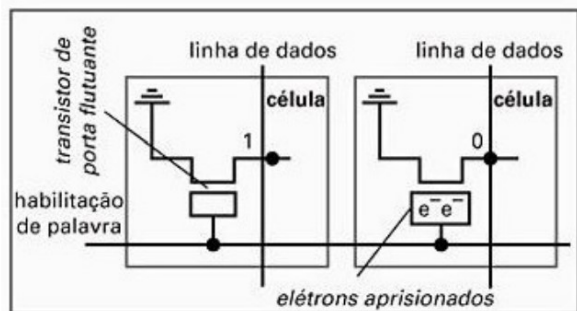 linha de dados
linha de dados
transistor de
porta flutuante
célula
célula
1
0
habilitação
de palavra
e⁻ e⁻
elétrons aprisionados